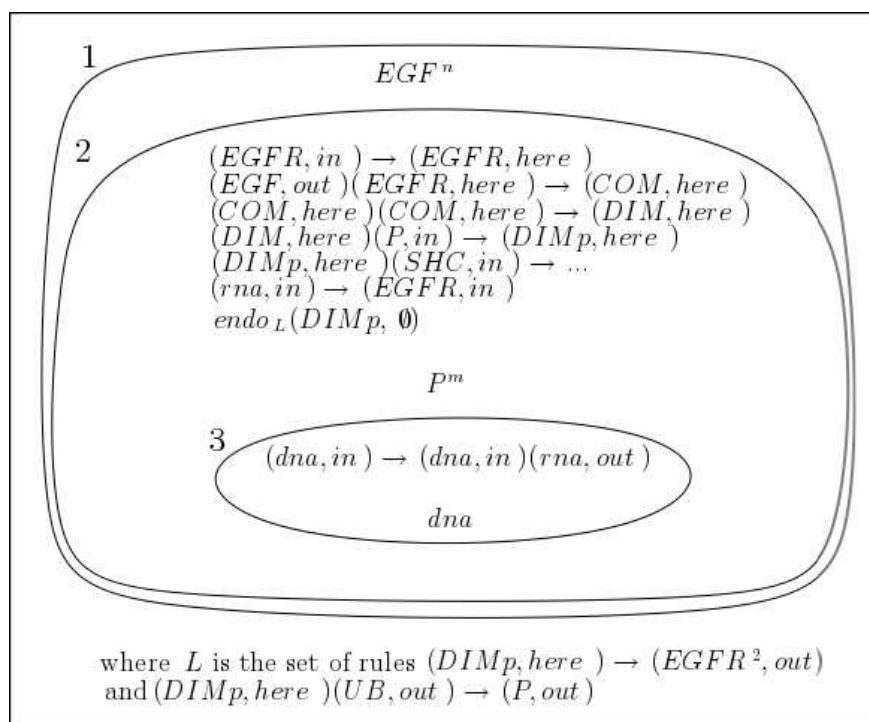 1
EGF^n
2
(EGFR, in) → (EGFR, here)
(EGF, out)(EGFR, here) → (COM, here)
(COM, here)(COM, here) → (DIM, here)
(DIM, here)(P, in) → (DIMp, here)
(DIMp, here)(SHC, in) → ...
(rna, in) → (EGFR, in)
endo_L(DIMp, ∅)
P^m
3
(dna, in) → (dna, in)(rna, out)
dna
where L is the set of rules (DIMp, here) → (EGFR², out)
and (DIMp, here)(UB, out) → (P, out)